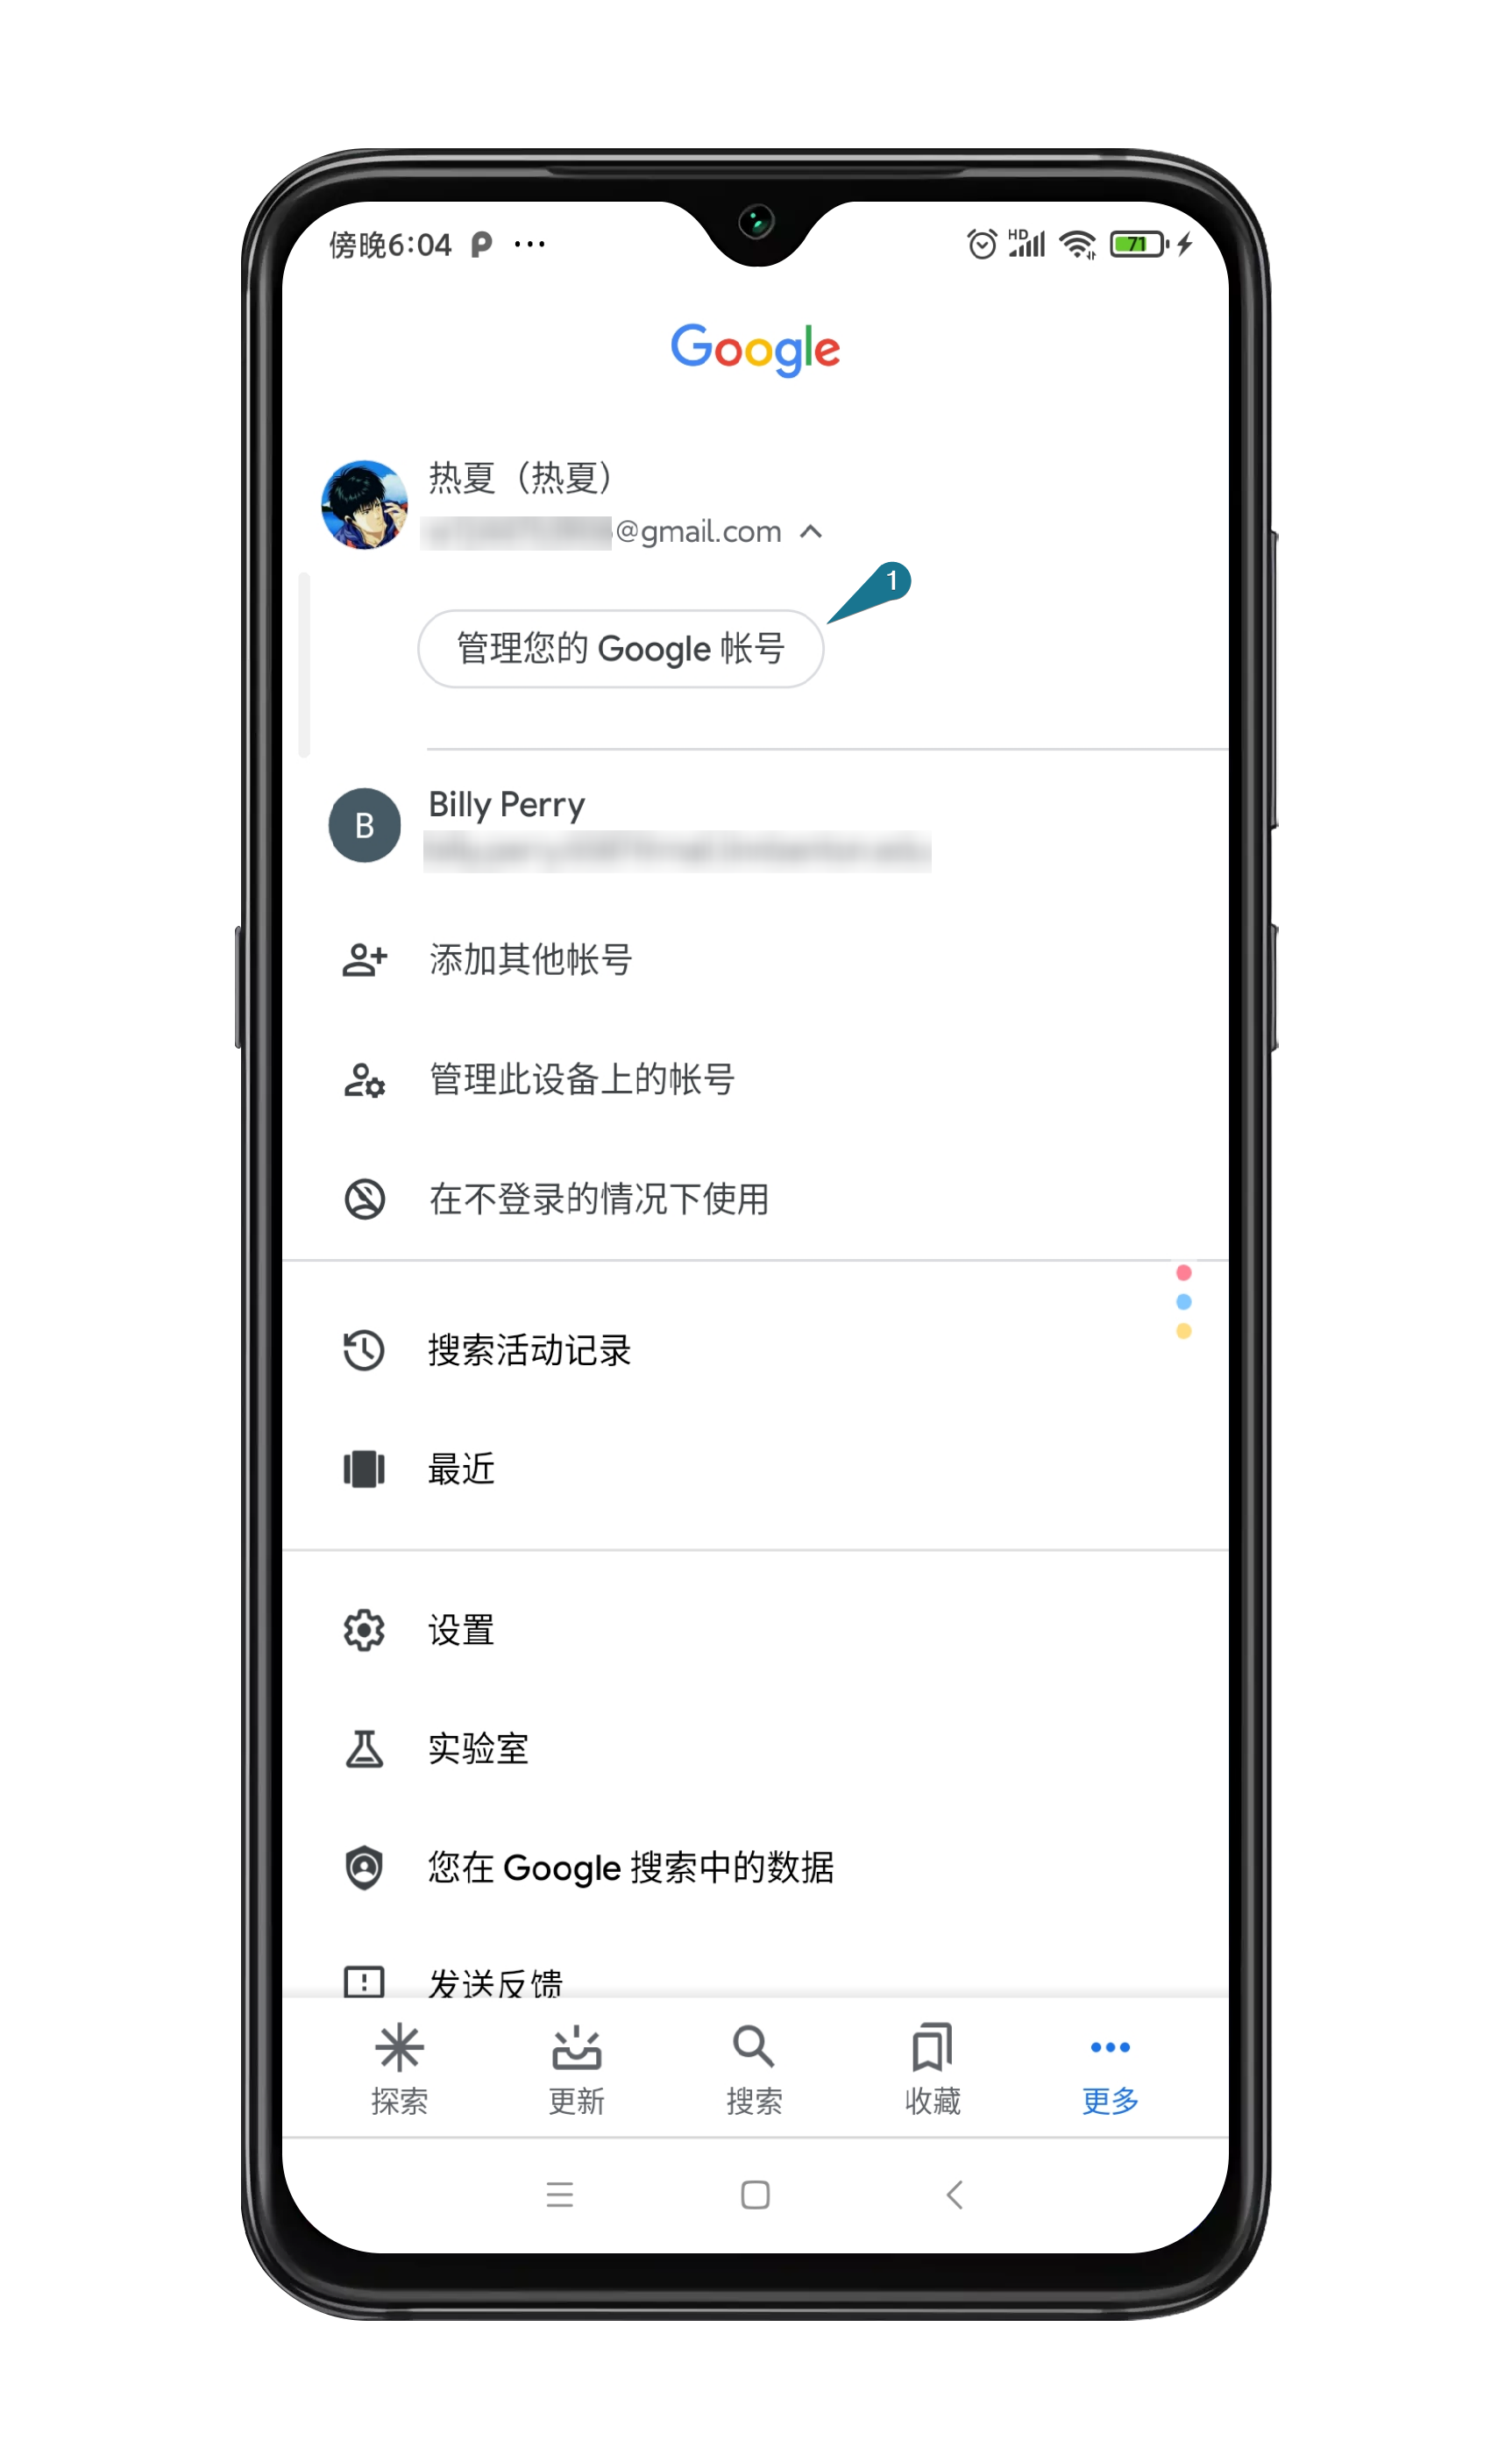 傍晚6:04
HD
71
Google
热夏（热夏）
@gmail.com
1
管理您的 Google 帐号
B
Billy Perry
添加其他帐号
管理此设备上的帐号
在不登录的情况下使用
搜索活动记录
最近
设置
实验室
您在 Google 搜索中的数据
发送反馈
探索
更新
搜索
收藏
更多